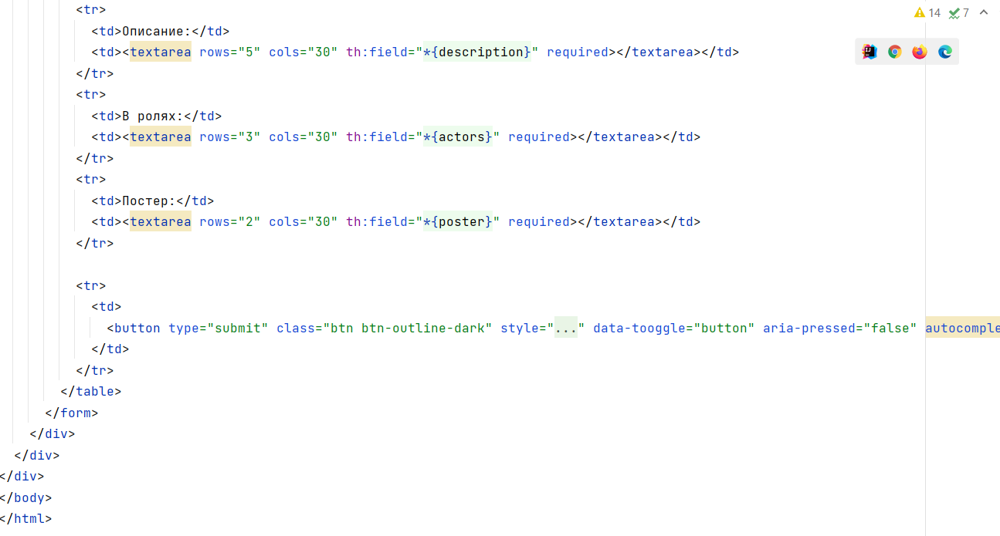 <tr>
14 7
<td>Описание:</td>
<td><textarea rows="5" cols="30" th:field="*{description}" required></textarea></td>
</tr>
<tr>
<td>В ролях:</td>
<td><textarea rows="3" cols="30" th:field="*{actors}" required></textarea></td>
</tr>
<tr>
<td>Постер:</td>
<td><textarea rows="2" cols="30" th:field="*{poster}" required></textarea></td>
</tr>
<tr>
<td>
<button type="submit" class="btn btn-outline-dark" style="..." data-tooggle="button" aria-pressed="false" autocomple
</td>
</tr>
</table>
</form>
</div>
</div>
</div>
</body>
</html>